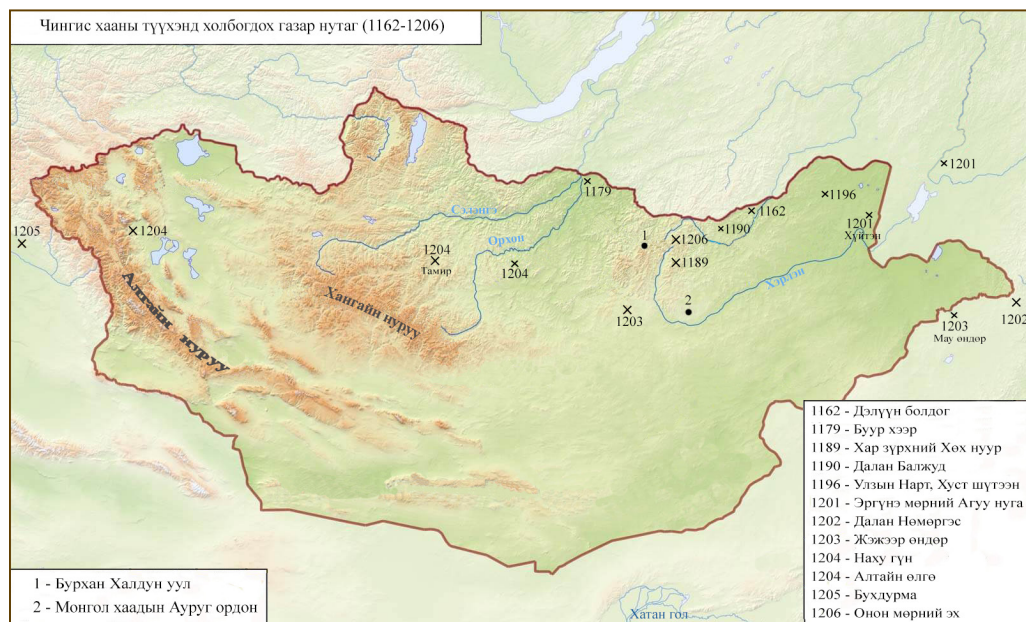 Чингис хааны түүхэнд холбогдох газар нутаг (1162-1206)
1201
1179
1196
1162
1201
Хүйтэн
1190
Сэлэнгэ
1205
1204
1206
1
Орхон
1204
Тамир
1204
1189
Хэрлэн
Алтайн нуруу
Хангайн нуруу
2
1203
1202
1203
Мау өндөр
1162 - Дэлүүн болдог
1179 - Буур хээр
1189 - Хар зүрхний Хөх нуур
1190 - Далан Балжуд
1196 - Улзын Нарт, Хуст шүтээн
1201 - Эргүнэ мөрний Агуу нуга
1202 - Далан Нөмөргэс
1203 - Жэжээр өндөр
1204 - Наху гүн
1204 - Алтайн өлгө
1205 - Бухдурма
1206 - Онон мөрний эх
1 - Бурхан Халдун уул
2 - Монгол хаадын Ауруг ордон
Хатан гол